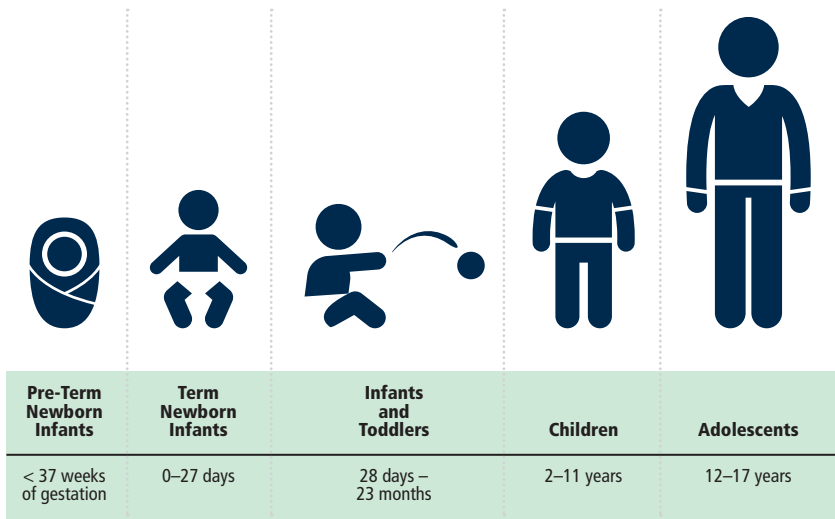 Pre-Term
Newborn
Infants
Term
Newborn
Infants
Infants
and
Toddlers
Children
Adolescents
< 37 weeks
of gestation
0–27 days
28 days –
23 months
2–11 years
12–17 years